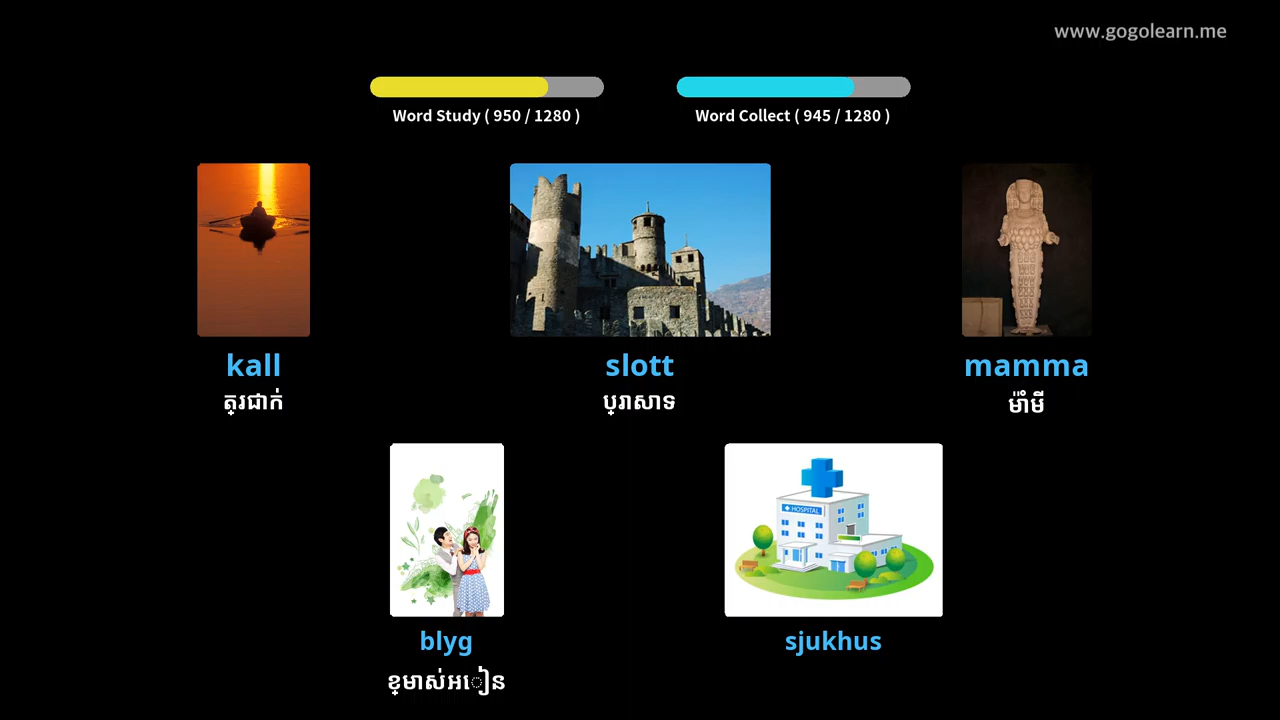 www.gogolearn.me
Word Study ( 950 / 1280 )
Word Collect ( 945 / 1280 )
kall
ត្រជាក់
slott
ប្រាសាទ
mamma
ម៉ាំមី
HOSPITAL
blyg
ខ្មាស់អៀន
sjukhus